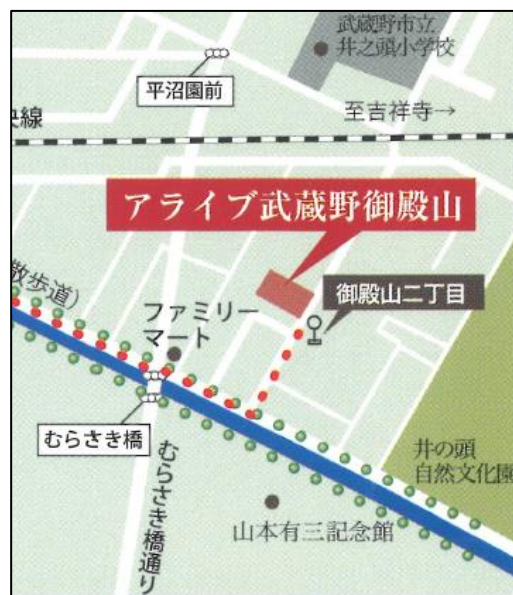 武蔵野市立
井之頭小学校
平沼園前
央線
至吉祥寺→
アライブ武蔵野御殿山
散歩道）
御殿山二丁目
ファミリー
マート
むらさき橋
井の頭
自然文化園
むらさき橋通り
山本有三記念館